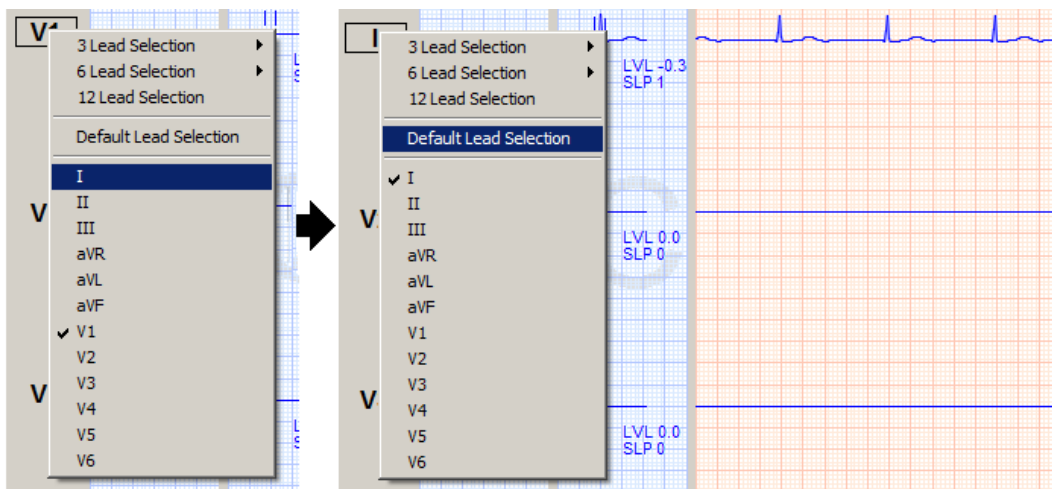 V1
3 Lead Selection
6 Lead Selection
12 Lead Selection
Default Lead Selection
I
II
III
aVR
aVL
aVF
V1
V2
V3
V4
V5
V6
V
V
I
3 Lead Selection
6 Lead Selection
12 Lead Selection
Default Lead Selection
I
II
III
aVR
aVL
aVF
V1
V2
V3
V4
V5
V6
V
V
LVL -0.3
SLP 1
LVL 0.0
SLP 0
LVL 0.0
SLP 0